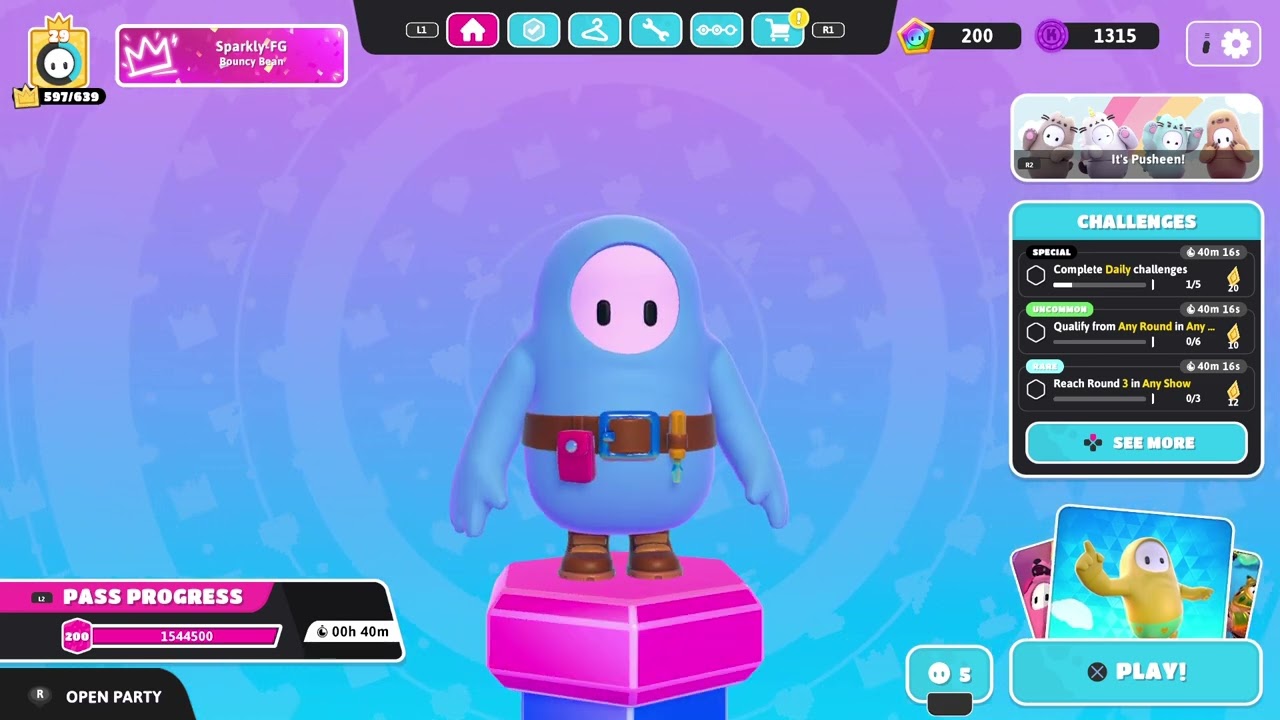 29
597/639
Sparkly-FG
Bouncy Bean
L1
R1
!
200
K 1315
It's Pusheen!
R2
CHALLENGES
SPECIAL
40m 16s
Complete Daily challenges
1/5
20
UNCOMMON
40m 16s
Qualify from Any Round in Any ...
0/6
10
RARE
40m 16s
Reach Round 3 in Any Show
0/3
12
SEE MORE
L2
PASS PROGRESS
200
1544500
00h 40m
R
OPEN PARTY
5
PLAY!